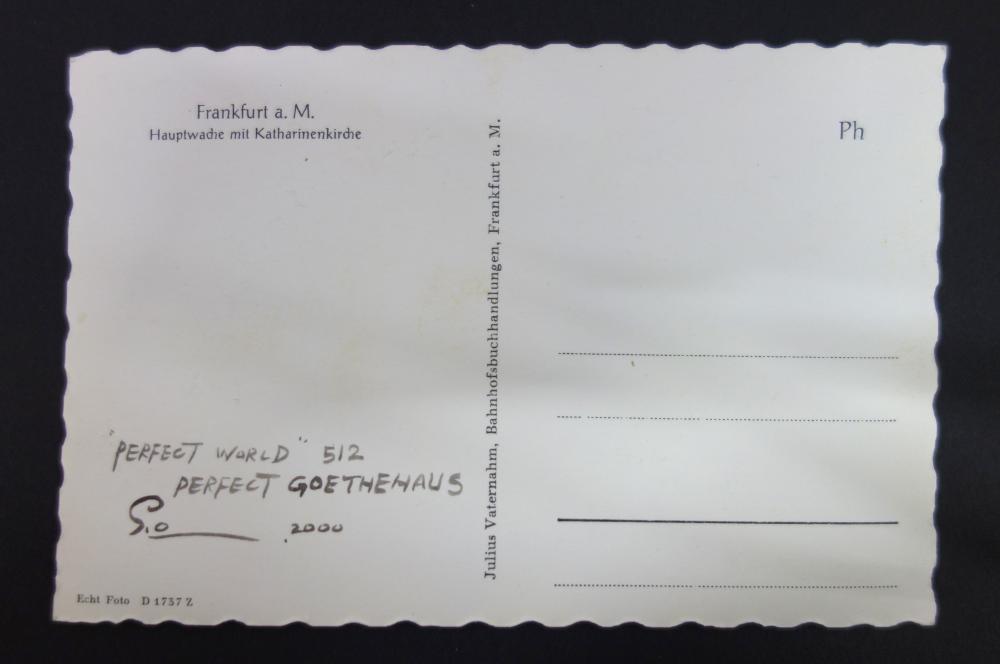 Frankfurt a. M.
Hauptwache mit Katharinenkirche
Ph
Julius Vaternahm, Bahnhofsbuchhandlungen, Frankfurt a. M.
"PERFECT WORLD" 512
PERFECT GOETHEHAUS
2000
Echt Foto D 1737 Z